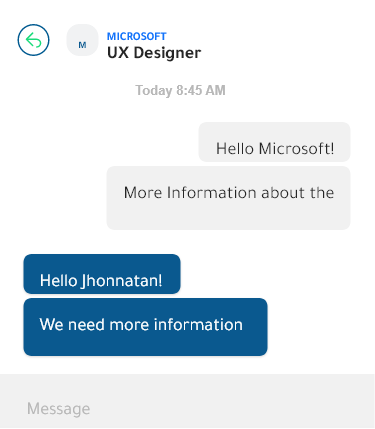 M
MICROSOFT
UX Designer
Today 8:45 AM
Hello Microsoft!
More Information about the
Hello Jhonnatan!
We need more information
Message